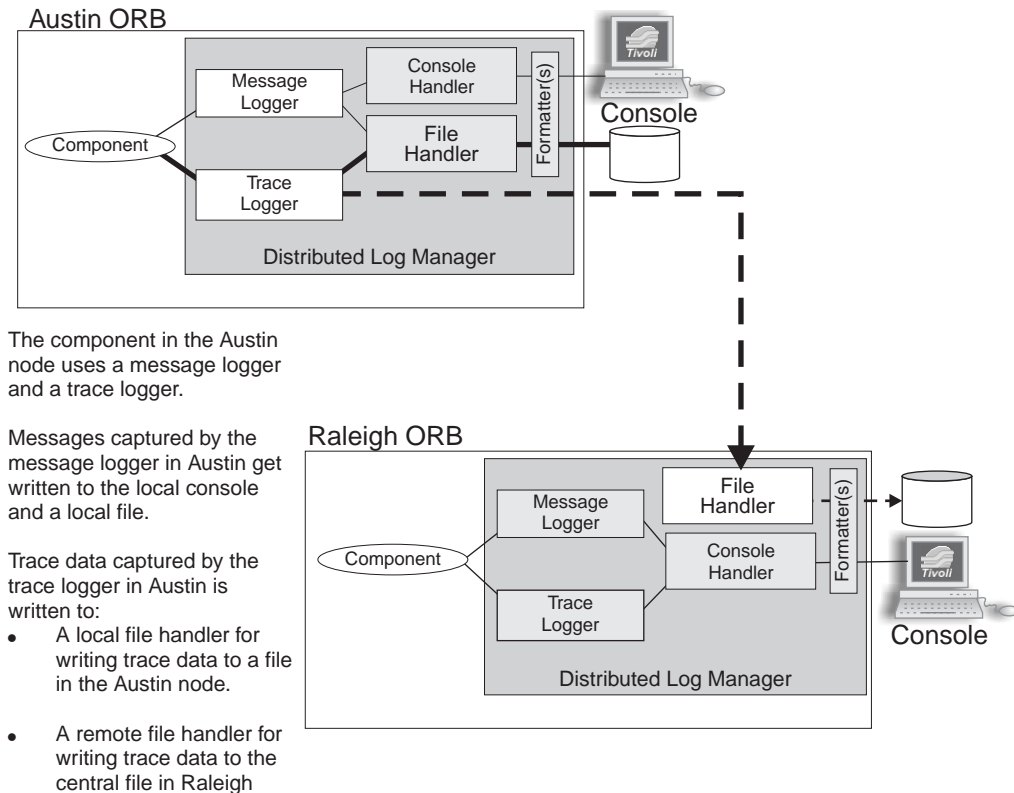 Austin ORB
Message
Logger
Console
Handler
Formatter(s)
Tivoli
Console
Component
File
Handler
Trace
Logger
Distributed Log Manager
The component in the Austin
node uses a message logger
and a trace logger.
Messages captured by the
message logger in Austin get
written to the local console
and a local file.
Trace data captured by the
trace logger in Austin is
written to:
• A local file handler for
writing trace data to a file
in the Austin node.
• A remote file handler for
writing trace data to the
central file in Raleigh
Raleigh ORB
File
Handler
Message
Logger
Formatter(s)
Component
Console
Handler
Tivoli
Trace
Logger
Console
Distributed Log Manager